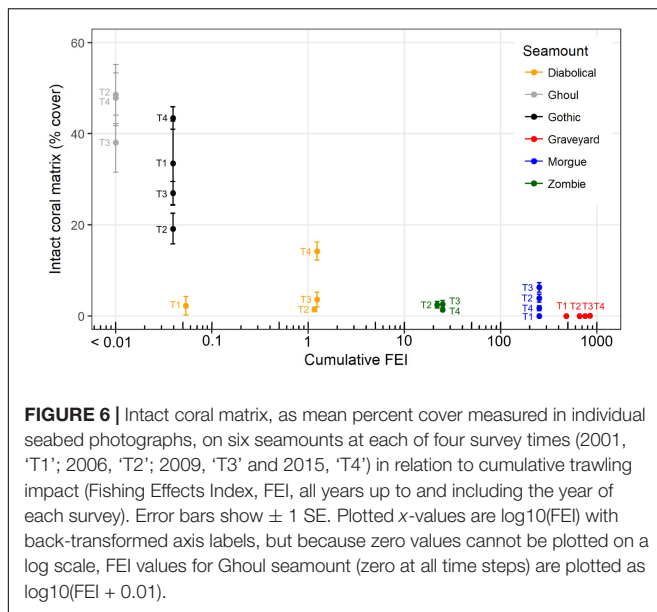 Intact coral matrix (% cover)
60
40
20
0
T2
T4
T3
T4
T1
T3
T2
T1
T4
T3
T2
T2
T3
T4
T3
T2
T4
T1
T1 T2 T3 T4
Seamount
Diabolical
Ghoul
Gothic
Graveyard
Morgue
Zombie
< 0.01 0.1 1 10 100 1000
Cumulative FEI
FIGURE 6 | Intact coral matrix, as mean percent cover measured in individual
seabed photographs, on six seamounts at each of four survey times (2001,
‘T1’; 2006, ‘T2’; 2009, ‘T3’ and 2015, ‘T4’) in relation to cumulative trawling
impact (Fishing Effects Index, FEI, all years up to and including the year of
each survey). Error bars show ± 1 SE. Plotted x-values are log10(FEI) with
back-transformed axis labels, but because zero values cannot be plotted on a
log scale, FEI values for Ghoul seamount (zero at all time steps) are plotted as
log10(FEI + 0.01).